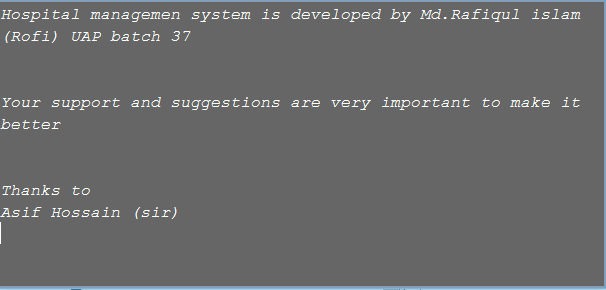 Hospital managemen system is developed by Md.Rafiqul islam
(Rofi) UAP batch 37
Your support and suggestions are very important to make it
better
Thanks to
Asif Hossain (sir)